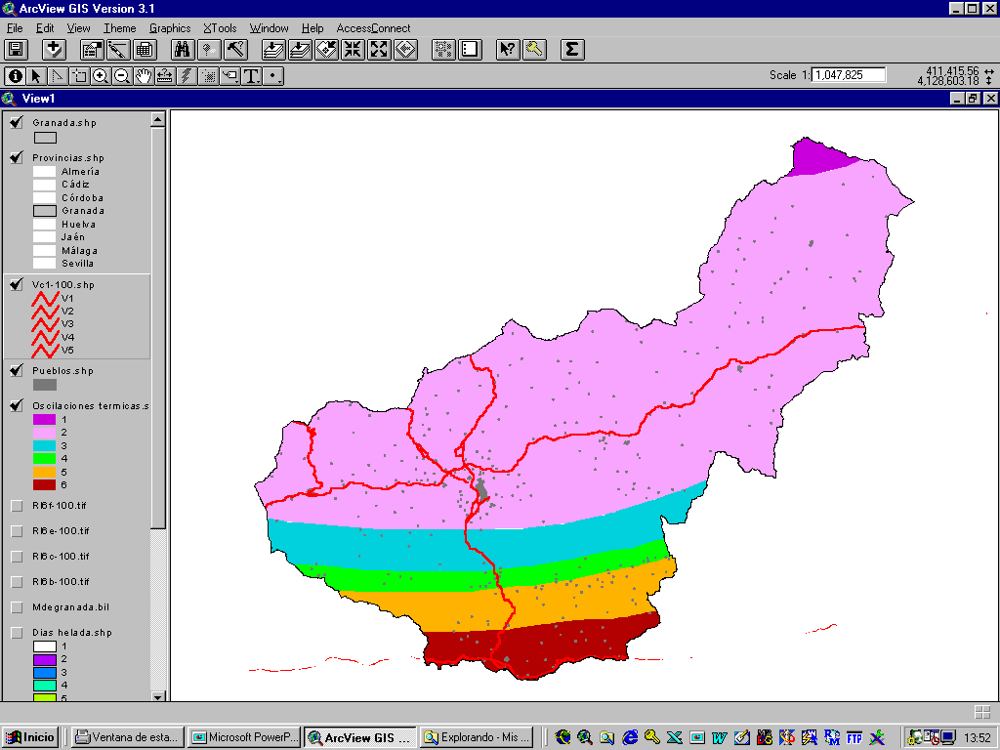 ArcView GIS Version 3.1
File Edit View Theme Graphics XTools Window Help AccessConnect
Scale 1: 1,047,825
411,415.56
4,128,603.18
View1
Granada.shp
Provincias.shp
Almería
Cádiz
Córdoba
Granada
Huelva
Jaén
Málaga
Sevilla
Vc1-100.shp
V1
V2
V3
V4
V5
Pueblos.shp
Oscilaciones termicas.s
1
2
3
4
5
6
Rl6f-100.tif
Rl6e-100.tif
Rl6c-100.tif
Rl6b-100.tif
Mdegranada.bil
Dias helada.shp
1
2
3
4
5
Inicio Ventana de esta... Microsoft PowerP... ArcView GIS ... Explorando - Mis ... FTP 13:52